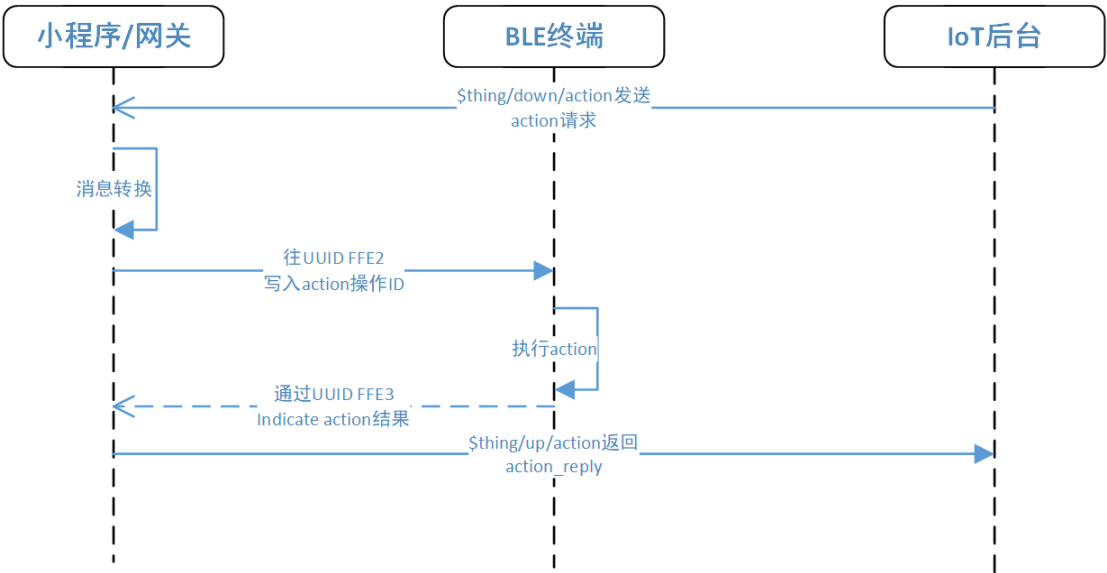 小程序/网关
BLE终端
IoT后台
$thing/down/action发送
action请求
消息转换
往UUID FFE2
写入action操作ID
执行action
通过UUID FFE3
Indicate action结果
$thing/up/action返回
action_reply